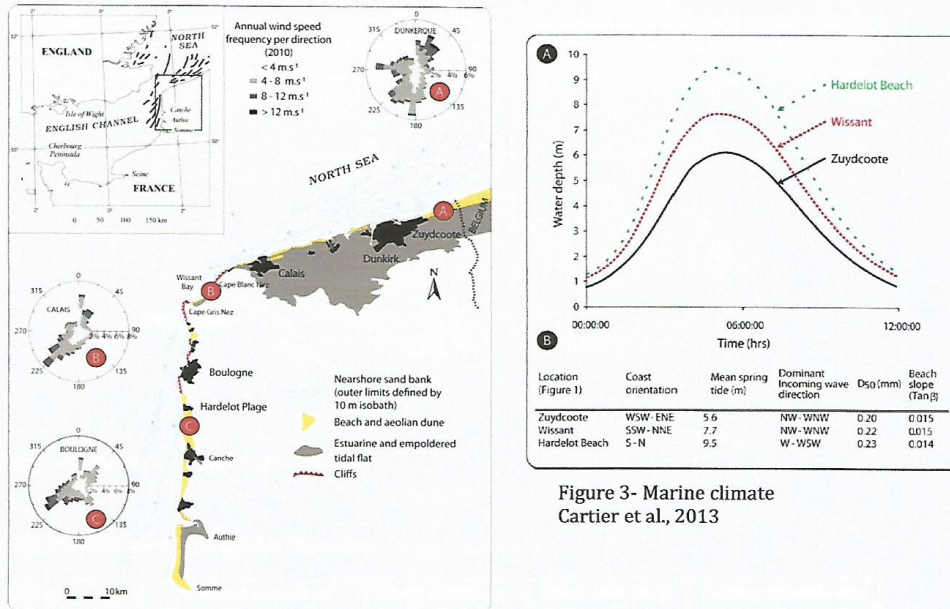 Annual wind speed
frequency per direction
(2010)
< 4 m.s¹
4 - 8 m.s¹
8 - 12 m.s¹
> 12 m.s¹
ENGLAND
NORTH
SEA
Isle of Wight
ENGLISH CHANNEL
Canche
Authie
Somme
Cherbourg
Peninsula
Seine
FRANCE
0 50 100 150 km
DUNKERQUE
0
45
90
135
180
225
270
315
2% 4% 6%
A
NORTH SEA
A
Zuydcoote
BELGIUM
Dunkirk
Calais
N
Wissant
Bay
Cape Blanc Nez
B
Cape Gris Nez
Boulogne
Hardelot Plage
C
Canche
Authie
Somme
0 10km
CALAIS
0
45
90
135
180
225
270
315
2% 4% 6% 8%
B
BOULOGNE
0
45
90
135
180
225
270
315
2% 4% 6% 8%
C
Nearshore sand bank
(outer limits defined by
10 m isobath)
Beach and aeolian dune
Estuarine and empoldered
tidal flat
Cliffs
A
10
9
8
7
6
5
4
3
2
1
0
Water depth (m)
Hardelot Beach
Wissant
Zuydcoote
00:00:00 06:00:00 12:00:00
Time (hrs)
B
Location
(Figure 1)
Coast
orientation
Mean spring
tide (m)
Dominant
Incoming wave
direction
D50 (mm)
Beach
slope
(Tan β)
Zuydcoote WSW - ENE 5.6 NW - WNW 0.20 0.015
Wissant SSW - NNE 7.7 NW - WNW 0.22 0.015
Hardelot Beach S - N 9.5 W - WSW 0.23 0.014
Figure 3- Marine climate
Cartier et al., 2013